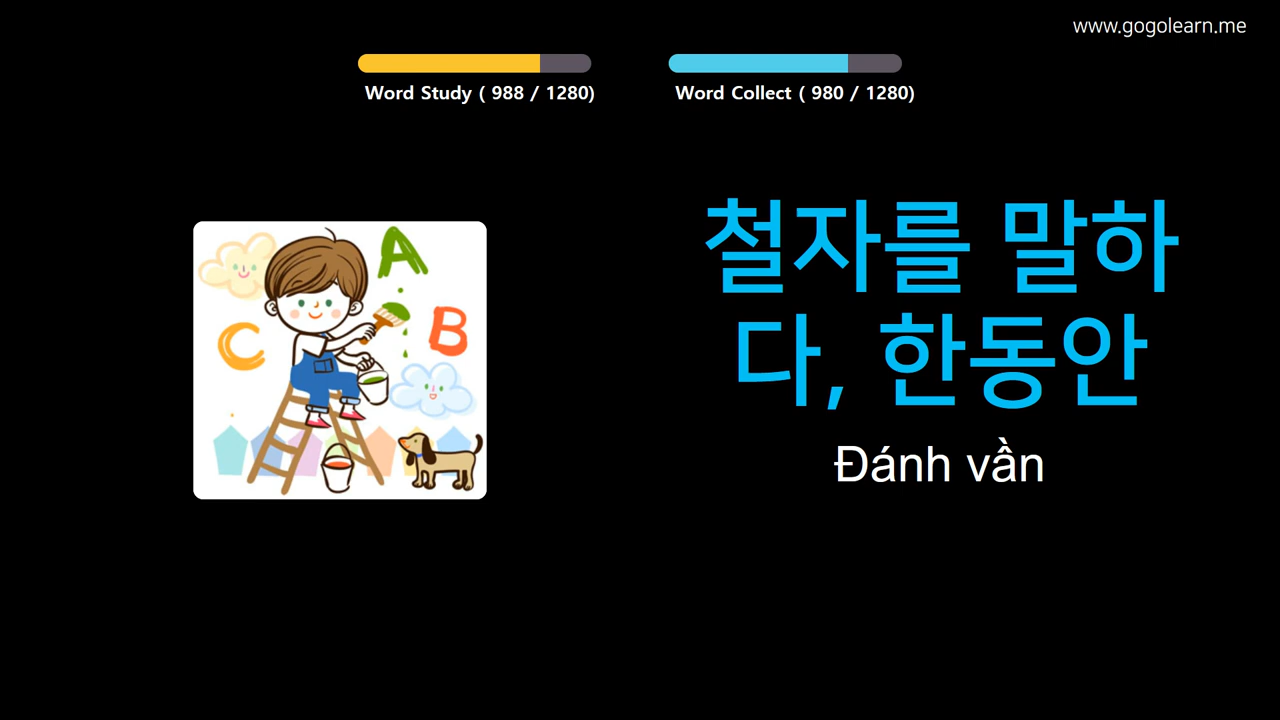 www.gogolearn.me
Word Study ( 988 / 1280)
Word Collect ( 980 / 1280)
A
B
C
철자를 말하
다, 한동안
Đánh vần